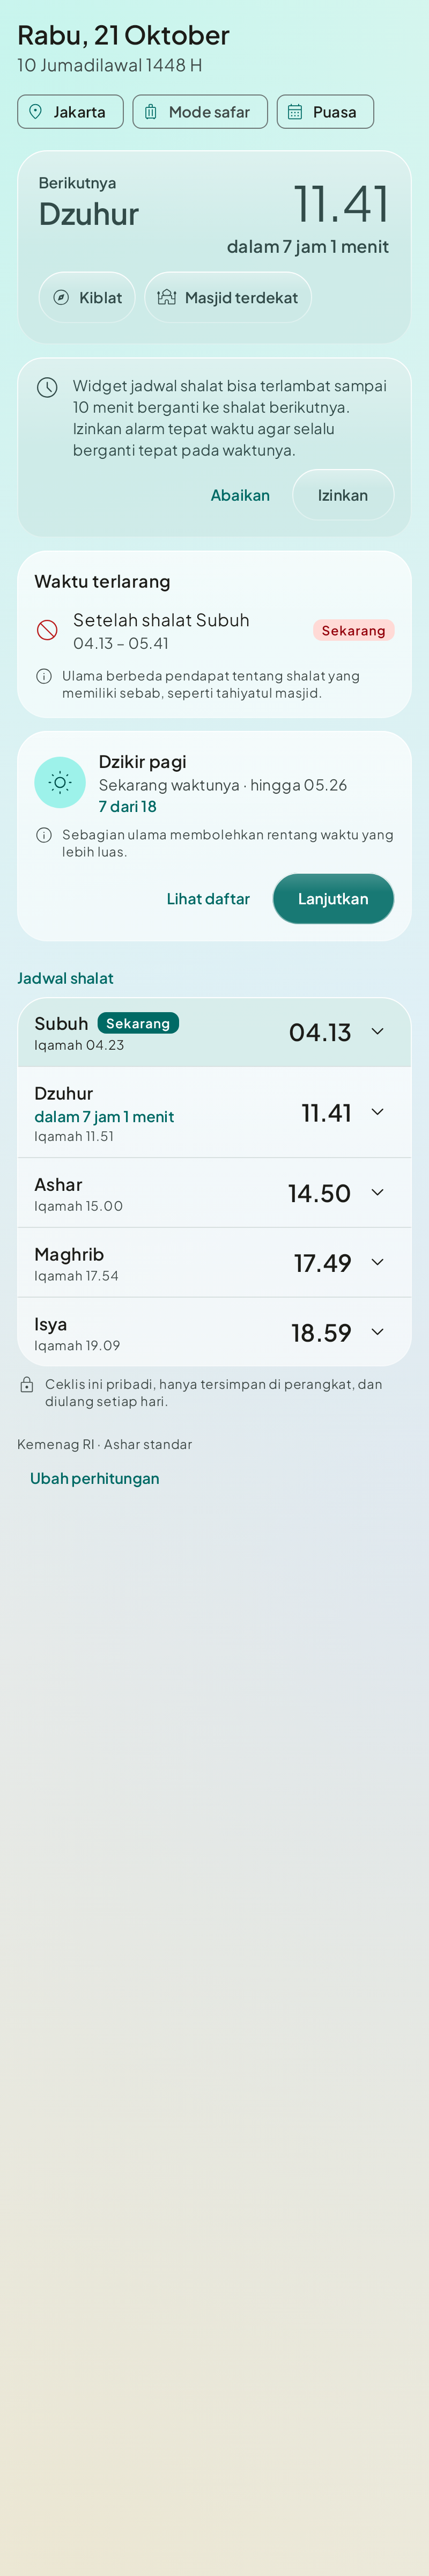 Rabu, 21 Oktober
10 Jumadilawal 1448 H
Jakarta
Mode safar
Puasa
Berikutnya
Dzuhur
11.41
dalam 7 jam 1 menit
Kiblat
Masjid terdekat
Widget jadwal shalat bisa terlambat sampai
10 menit berganti ke shalat berikutnya.
Izinkan alarm tepat waktu agar selalu
berganti tepat pada waktunya.
Abaikan
Izinkan
Waktu terlarang
Setelah shalat Subuh
04.13 – 05.41
Sekarang
Ulama berbeda pendapat tentang shalat yang
memiliki sebab, seperti tahiyatul masjid.
Dzikir pagi
Sekarang waktunya · hingga 05.26
7 dari 18
Sebagian ulama membolehkan rentang waktu yang
lebih luas.
Lihat daftar
Lanjutkan
Jadwal shalat
Subuh
Sekarang
Iqamah 04.23
04.13
Dzuhur
dalam 7 jam 1 menit
Iqamah 11.51
11.41
Ashar
Iqamah 15.00
14.50
Maghrib
Iqamah 17.54
17.49
Isya
Iqamah 19.09
18.59
Ceklis ini pribadi, hanya tersimpan di perangkat, dan
diulang setiap hari.
Kemenag RI · Ashar standar
Ubah perhitungan